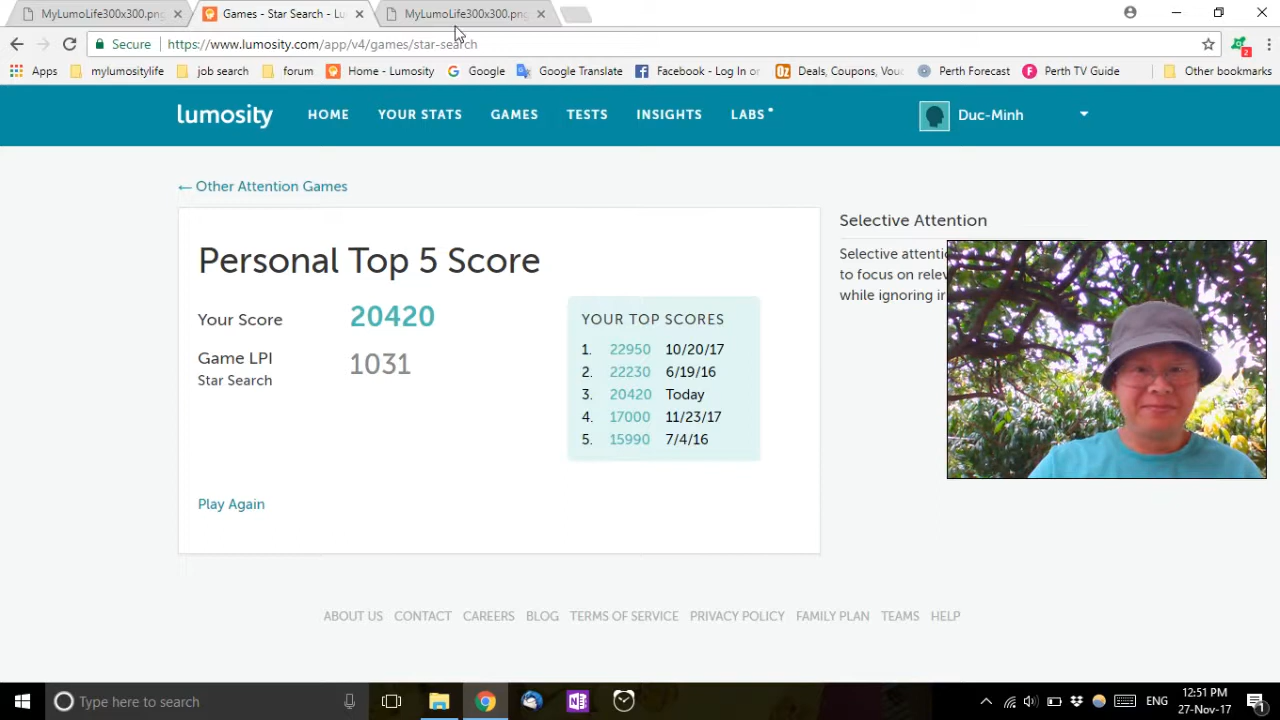 MyLumoLife300x300.png
Games - Star Search - Lu
MyLumoLife300x300.png
Secure https://www.lumosity.com/app/v4/games/star-search
2
Apps mylumositylife job search forum Home - Lumosity Google Google Translate Facebook - Log In or Deals, Coupons, Vou Perth Forecast Perth TV Guide Other bookmarks
lumosity HOME YOUR STATS GAMES TESTS INSIGHTS LABS Duc-Minh
← Other Attention Games
Personal Top 5 Score
Your Score 20420
Game LPI 1031
Star Search
YOUR TOP SCORES
1. 22950 10/20/17
2. 22230 6/19/16
3. 20420 Today
4. 17000 11/23/17
5. 15990 7/4/16
Play Again
Selective Attention
Selective attenti
to focus on rele
while ignoring ir
ABOUT US CONTACT CAREERS BLOG TERMS OF SERVICE PRIVACY POLICY FAMILY PLAN TEAMS HELP
Type here to search
ENG
12:51 PM
27-Nov-17
1